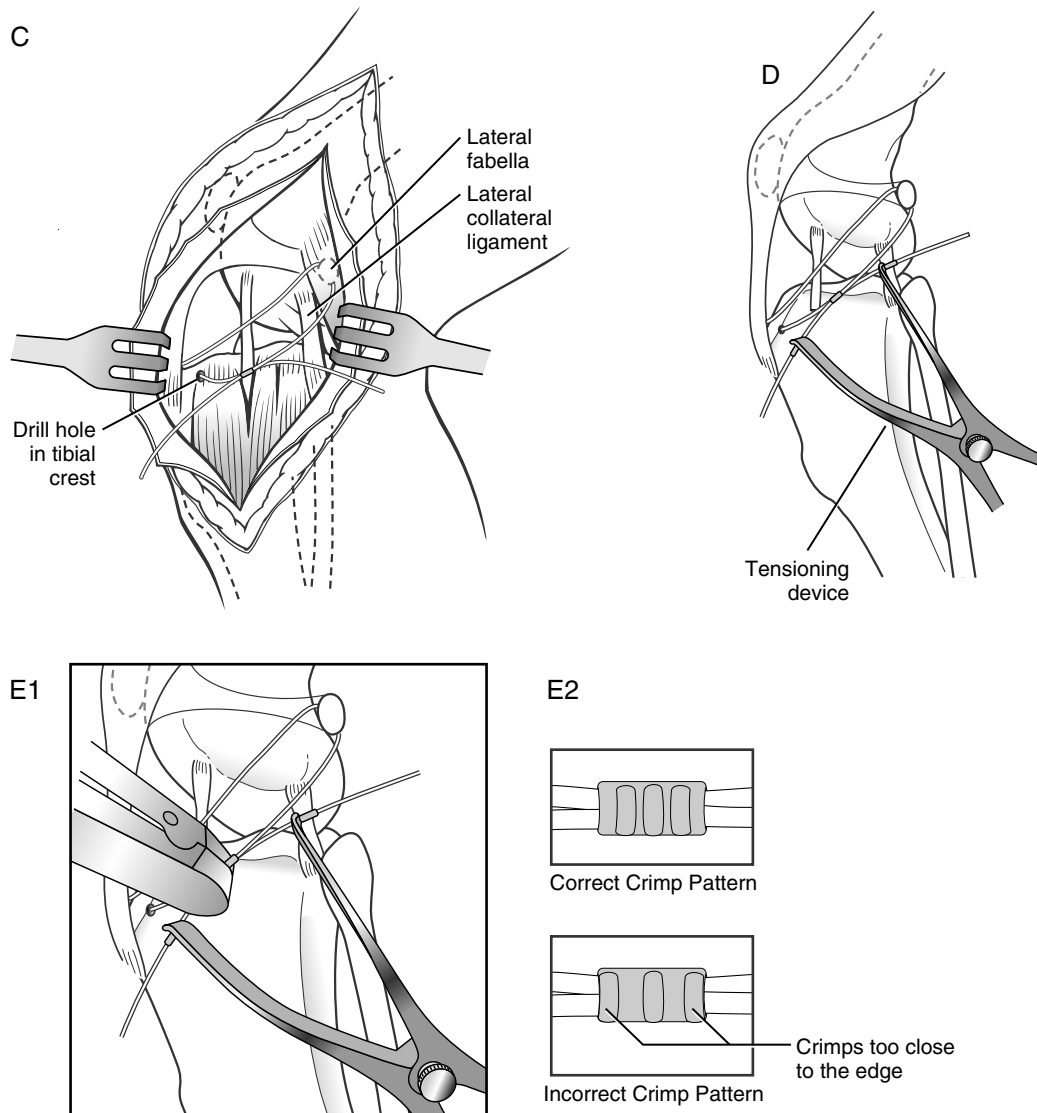 C
Lateral
fabella
Lateral
collateral
ligament
Drill hole
in tibial
crest
D
Tensioning
device
E1
E2
Correct Crimp Pattern
Crimps too close
to the edge
Incorrect Crimp Pattern